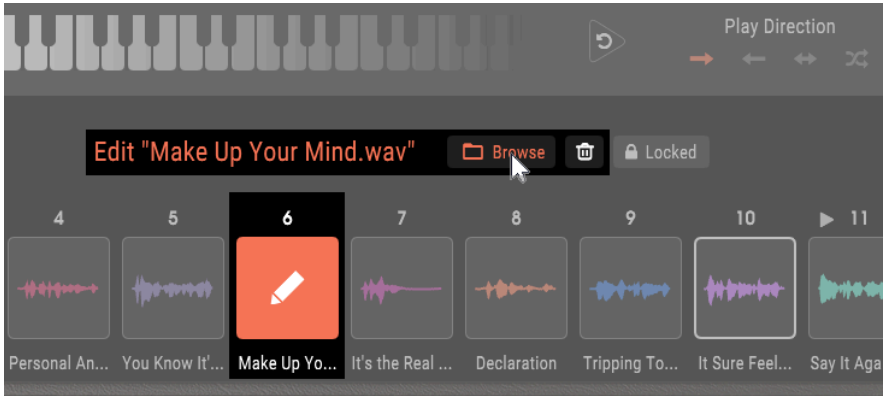 Play Direction
Edit "Make Up Your Mind.wav" Browse Locked
4 5 6 7 8 9 10 11
Personal An... You Know It'... Make Up Yo... It's the Real ... Declaration Tripping To... It Sure Feel... Say It Aga